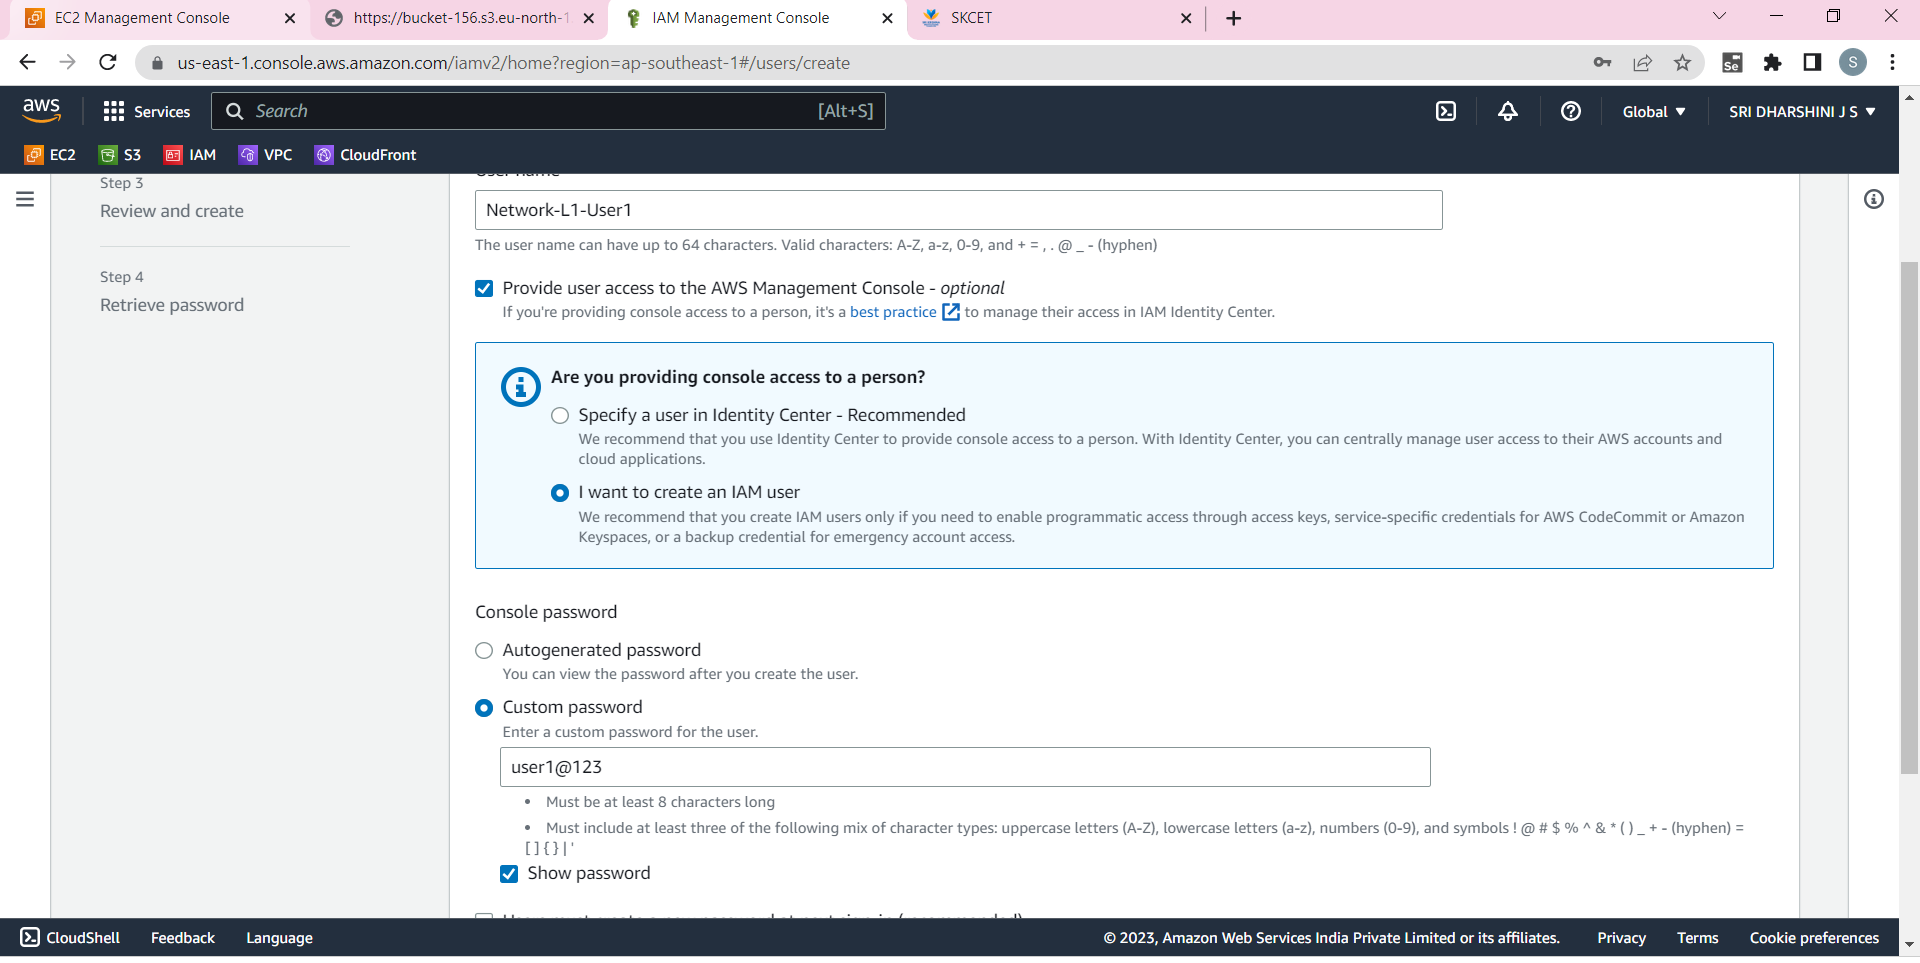 EC2 Management Console
https://bucket-156.s3.eu-north-1
IAM Management Console
SKCET
us-east-1.console.aws.amazon.com/iamv2/home?region=ap-southeast-1#/users/create
Se
S
aws
Services
Search
[Alt+S]
Global
SRI DHARSHINI J S
EC2
S3
IAM
VPC
CloudFront
Step 3
Review and create
Step 4
Retrieve password
User name
Network-L1-User1
The user name can have up to 64 characters. Valid characters: A-Z, a-z, 0-9, and + = , . @ _ - (hyphen)
Provide user access to the AWS Management Console - optional
If you're providing console access to a person, it's a best practice to manage their access in IAM Identity Center.
Are you providing console access to a person?
Specify a user in Identity Center - Recommended
We recommend that you use Identity Center to provide console access to a person. With Identity Center, you can centrally manage user access to their AWS accounts and
cloud applications.
I want to create an IAM user
We recommend that you create IAM users only if you need to enable programmatic access through access keys, service-specific credentials for AWS CodeCommit or Amazon
Keyspaces, or a backup credential for emergency account access.
Console password
Autogenerated password
You can view the password after you create the user.
Custom password
Enter a custom password for the user.
user1@123
• Must be at least 8 characters long
• Must include at least three of the following mix of character types: uppercase letters (A-Z), lowercase letters (a-z), numbers (0-9), and symbols ! @ # $ % ^ & * ( ) _ + - (hyphen) =
[ ] { } | '
Show password
Users must create a new password at next sign-in (recommended)
CloudShell
Feedback
Language
© 2023, Amazon Web Services India Private Limited or its affiliates.
Privacy
Terms
Cookie preferences